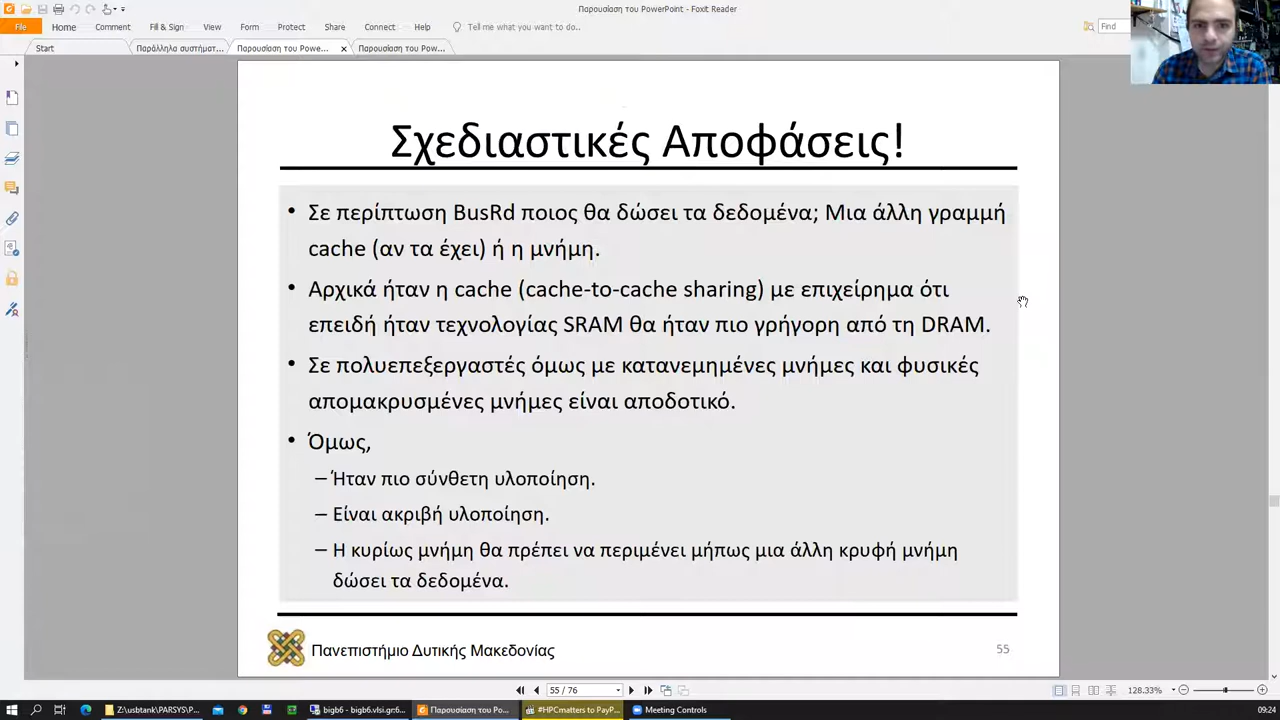 Παρουσίαση του PowerPoint - Foxit Reader
File Home Comment Fill & Sign View Form Protect Share Connect Help Tell me what you want to do.. Find
Start Παράλληλα συστήματ... Παρουσίαση του Powe... Παρουσίαση του Pow...
Σχεδιαστικές Αποφάσεις!
• Σε περίπτωση BusRd ποιος θα δώσει τα δεδομένα; Μια άλλη γραμμή
cache (αν τα έχει) ή η μνήμη.
• Αρχικά ήταν η cache (cache-to-cache sharing) με επιχείρημα ότι
επειδή ήταν τεχνολογίας SRAM θα ήταν πιο γρήγορη από τη DRAM.
• Σε πολυεπεξεργαστές όμως με κατανεμημένες μνήμες και φυσικές
απομακρυσμένες μνήμες είναι αποδοτικό.
• Όμως,
– Ήταν πιο σύνθετη υλοποίηση.
– Είναι ακριβή υλοποίηση.
– Η κυρίως μνήμη θα πρέπει να περιμένει μήπως μια άλλη κρυφή μνήμη
δώσει τα δεδομένα.
Πανεπιστήμιο Δυτικής Μακεδονίας 55
55 / 76 128.33%
Z:\usbtank\PARSYS\P... bigb6 - bigb6.vlsi.gr:6... Παρουσίαση του Po... #HPCmatters to PayP... Meeting Controls 09:24